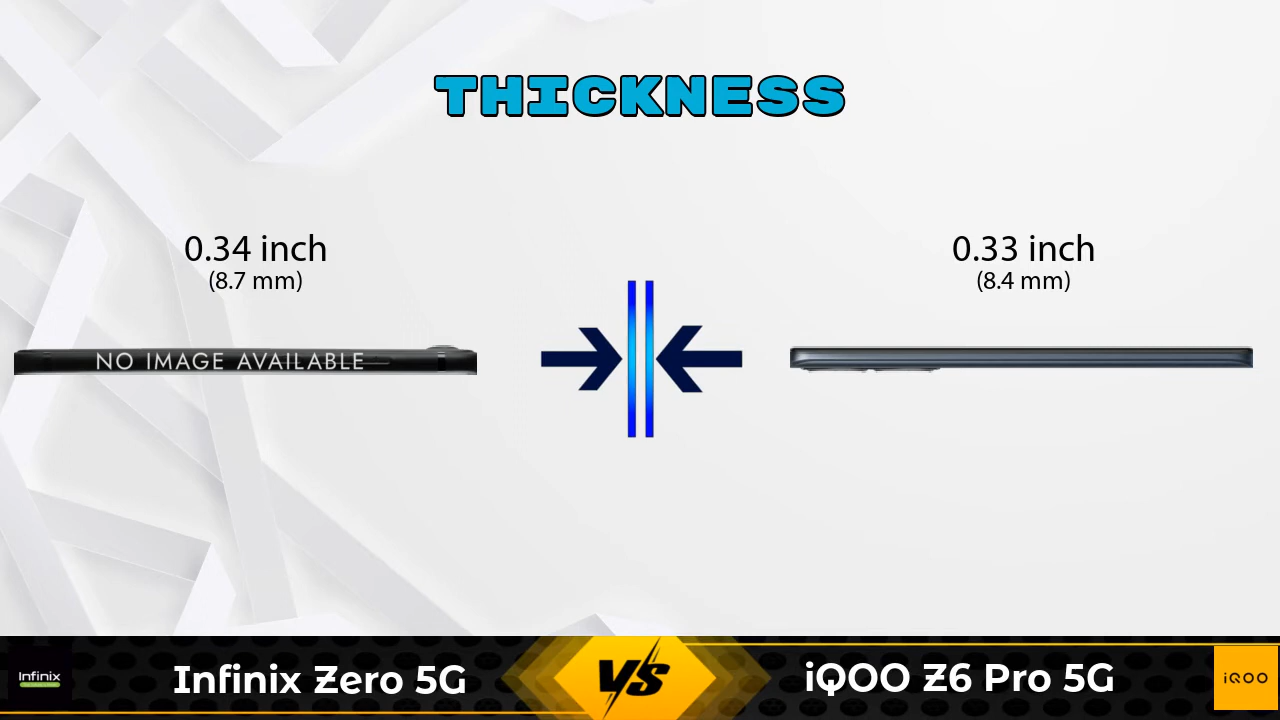 THICKNESS
0.34 inch
(8.7 mm)
0.33 inch
(8.4 mm)
NO IMAGE AVAILABLE
Infinix
Infinix Zero 5G
VS
iQOO Z6 Pro 5G
iQOO